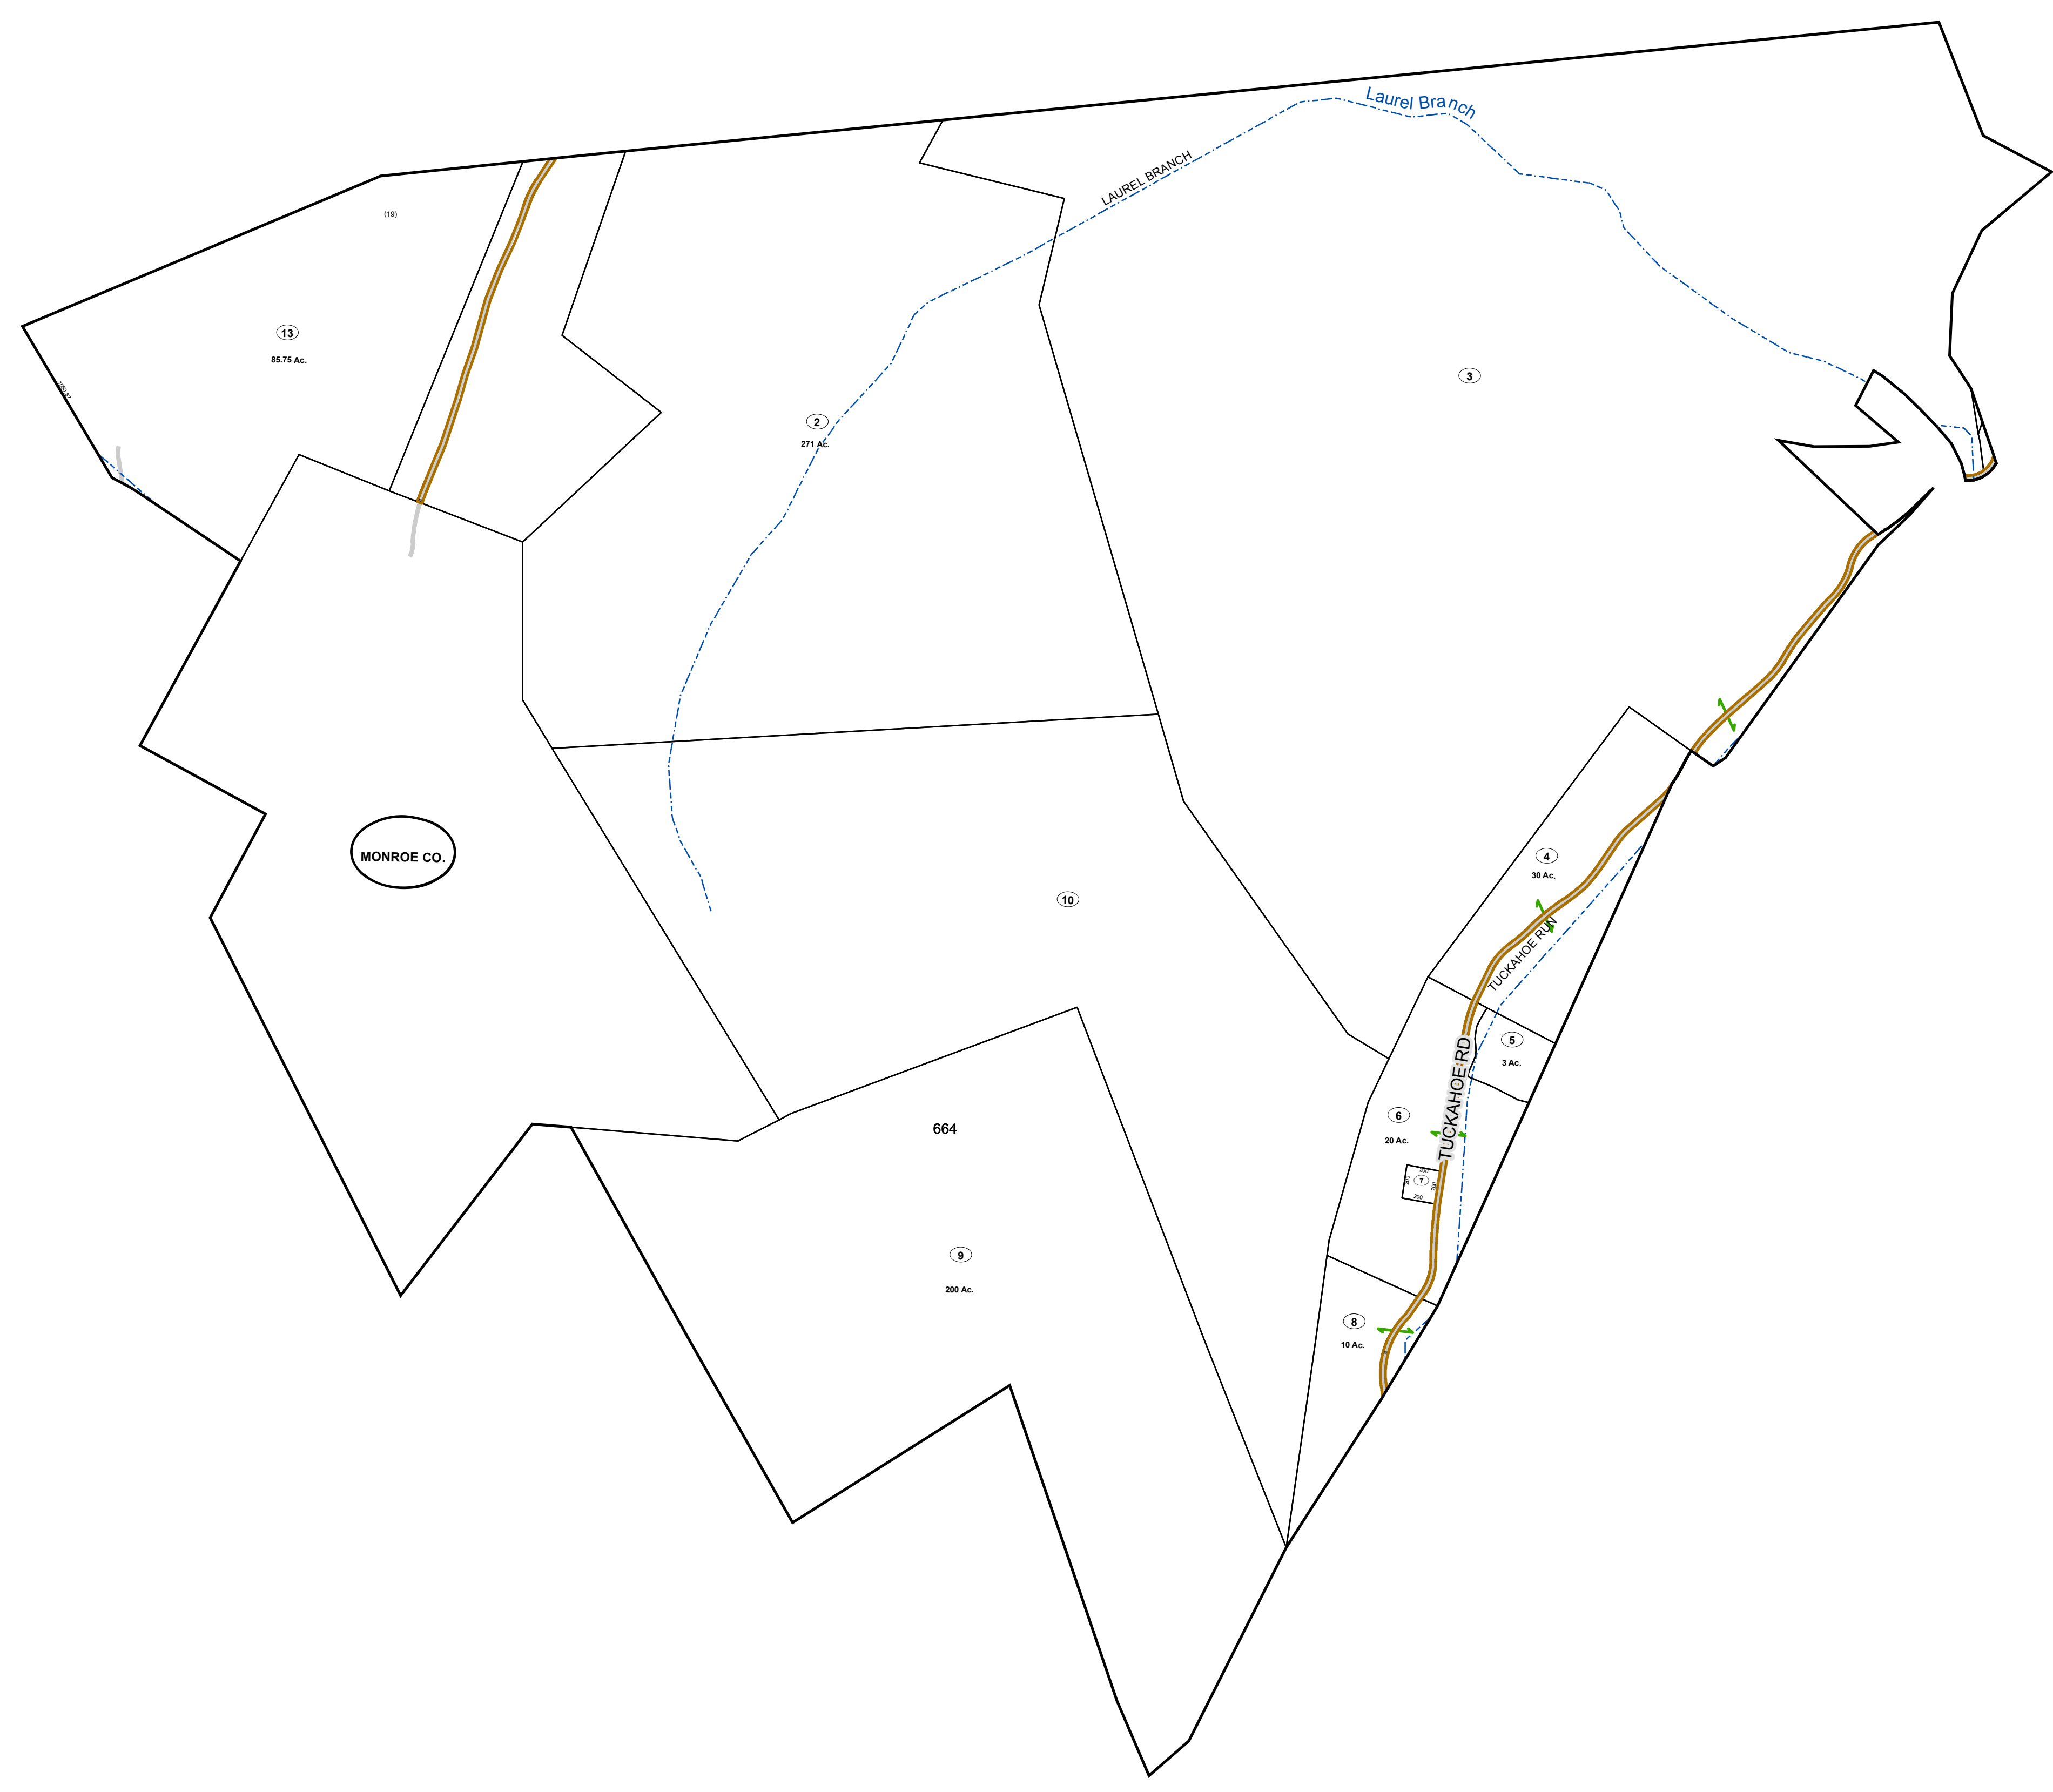 Laurel Branch
LAUREL BRANCH
(19)
13
85.75 Ac.
3
2
271 Ac.
MONROE CO.
4
30 Ac.
10
TUCKAHOE RUN
5
3 Ac.
TUCKAHOE RD
6
20 Ac.
664
200
200
7
200
200
9
200 Ac.
8
10 Ac.